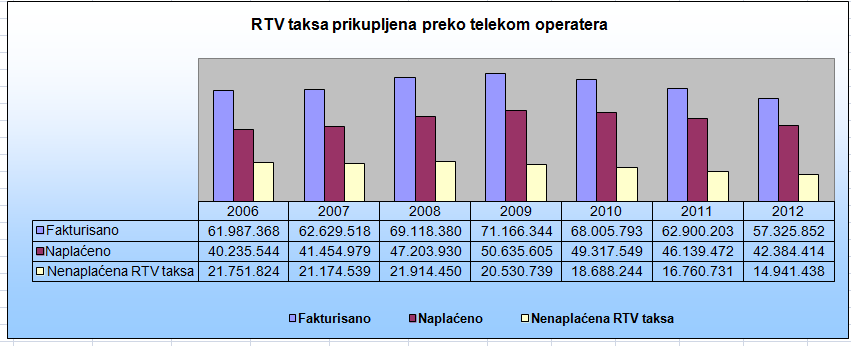 RTV taksa prikupljena preko telekom operatera
2006 2007 2008 2009 2010 2011 2012
Fakturisano 61.987.368 62.629.518 69.118.380 71.166.344 68.005.793 62.900.203 57.325.852
Naplaćeno 40.235.544 41.454.979 47.203.930 50.635.605 49.317.549 46.139.472 42.384.414
Nenaplaćena RTV taksa 21.751.824 21.174.539 21.914.450 20.530.739 18.688.244 16.760.731 14.941.438
Fakturisano Naplaćeno Nenaplaćena RTV taksa